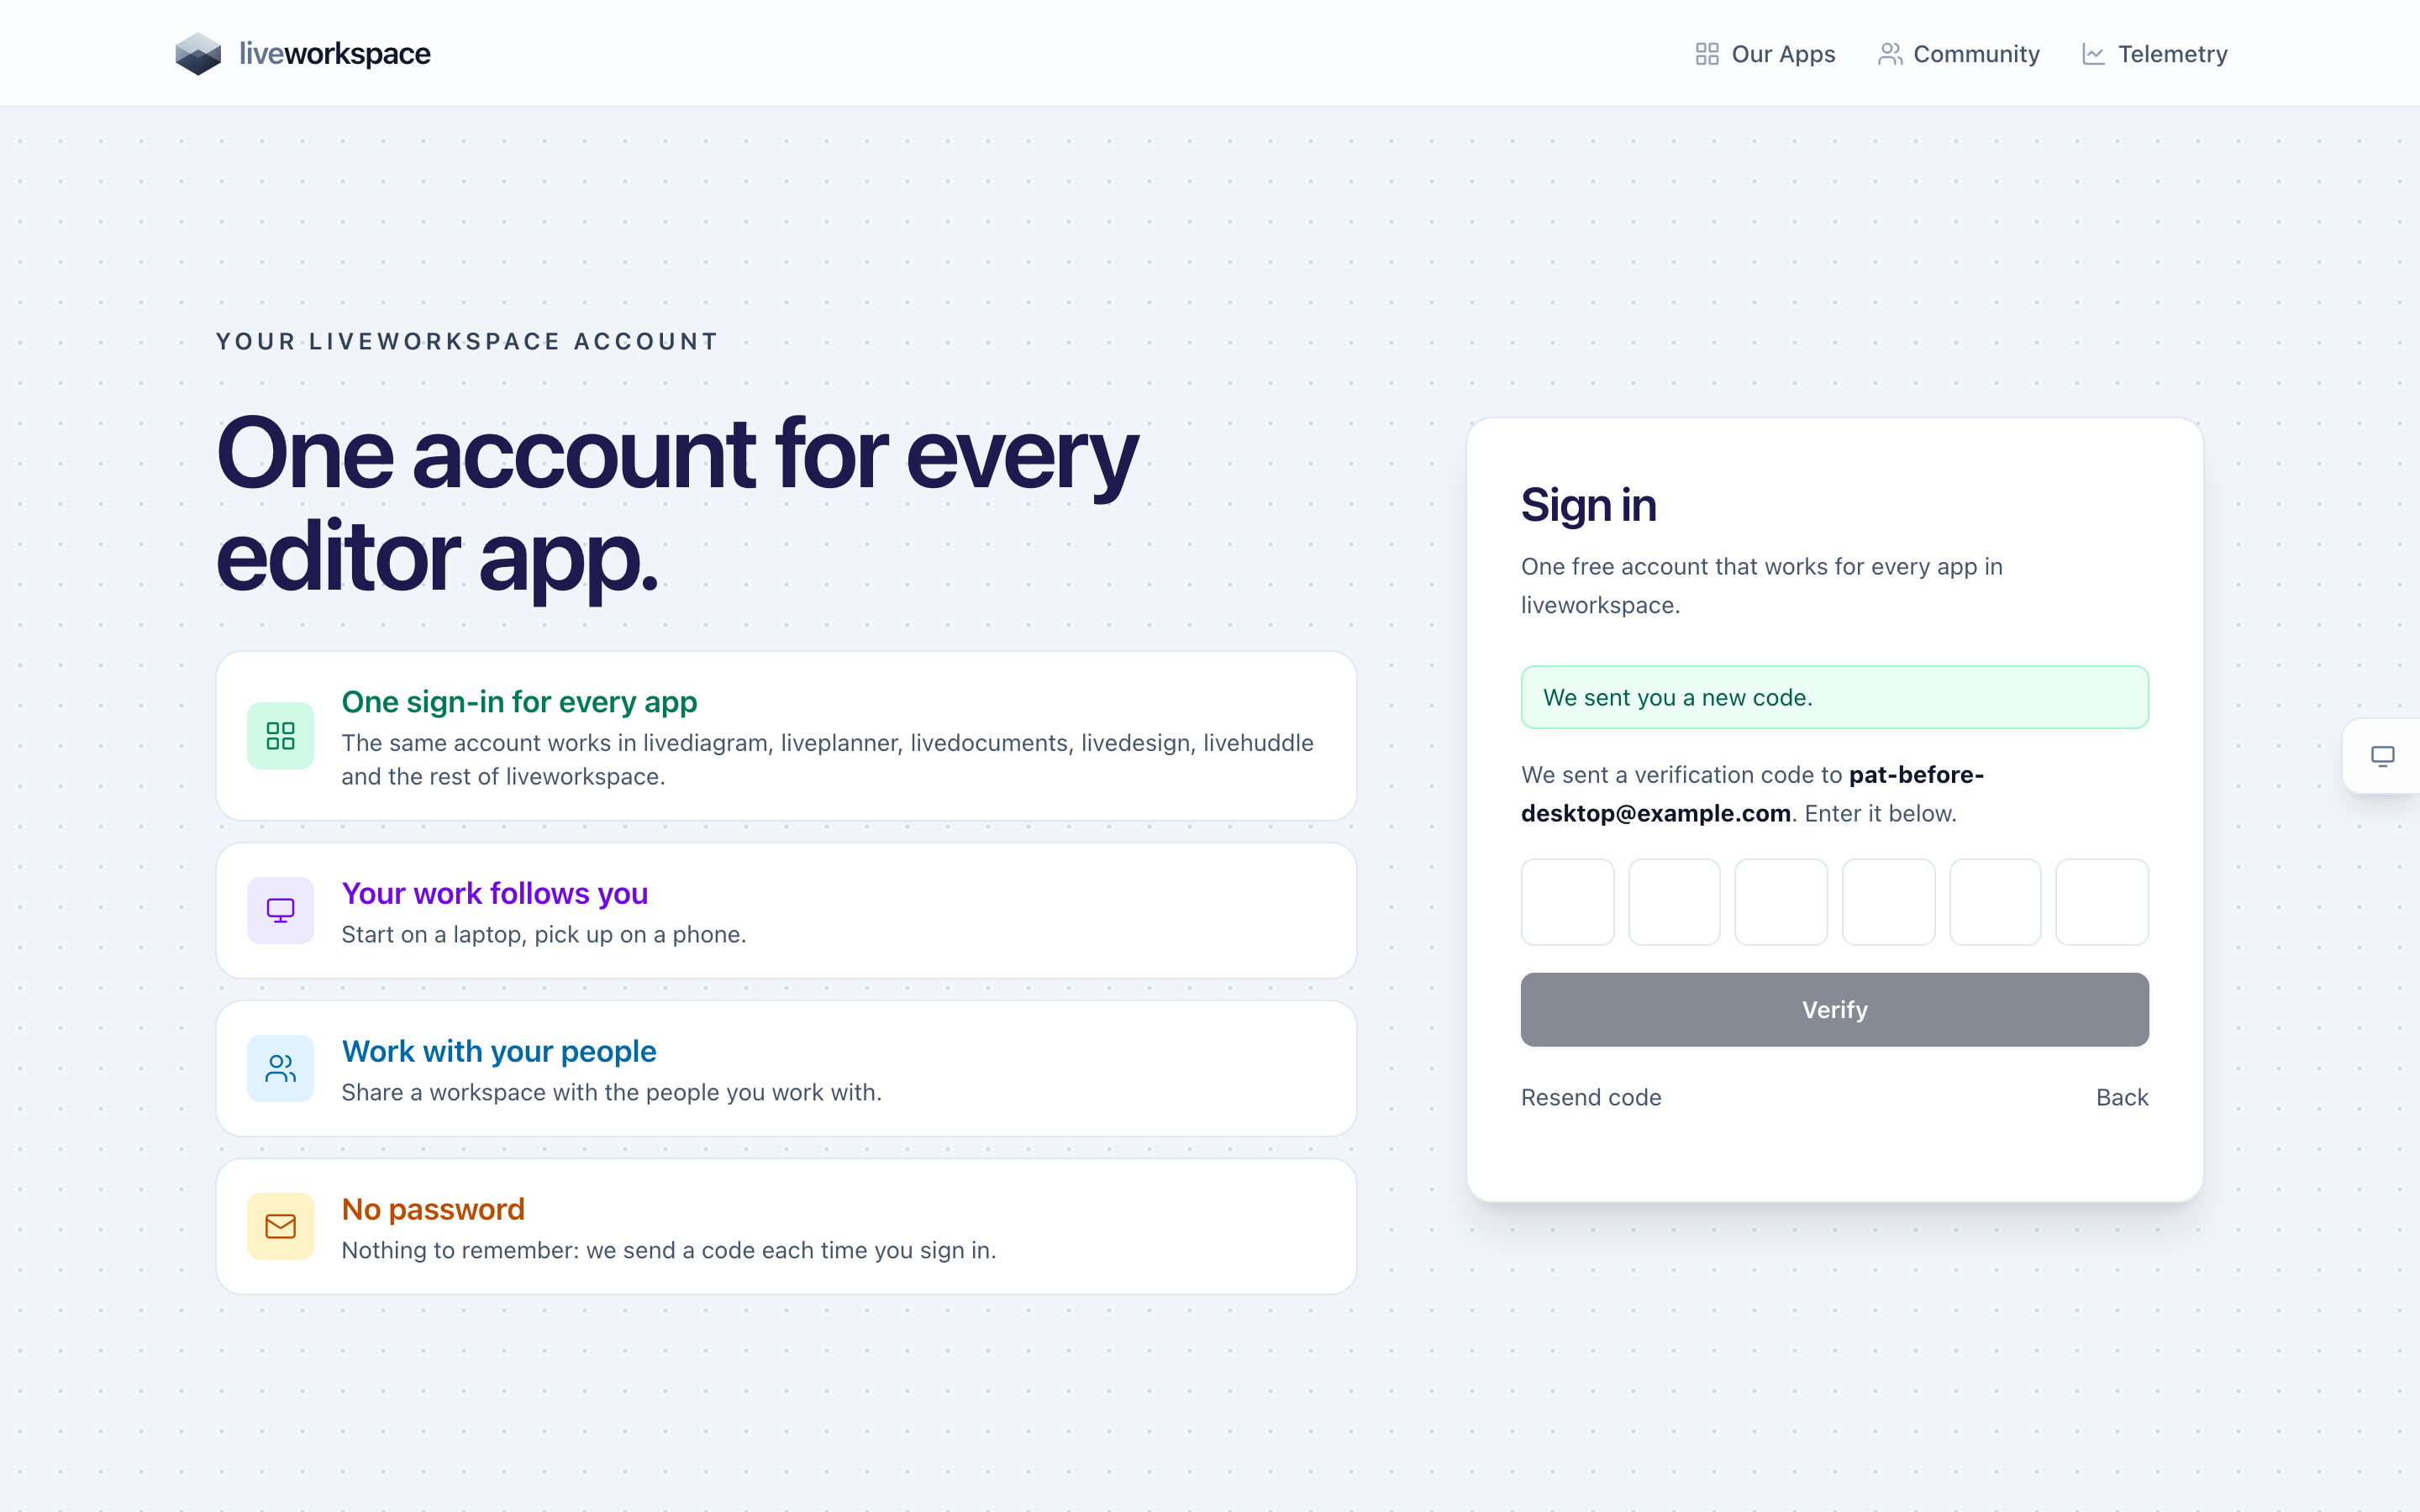 liveworkspace
Our Apps
Community
Telemetry
YOUR LIVEWORKSPACE ACCOUNT
One account for every
editor app.
One sign-in for every app
The same account works in livediagram, liveplanner, livedocuments, livedesign, livehuddle
and the rest of liveworkspace.
Your work follows you
Start on a laptop, pick up on a phone.
Work with your people
Share a workspace with the people you work with.
No password
Nothing to remember: we send a code each time you sign in.
Sign in
One free account that works for every app in
liveworkspace.
We sent you a new code.
We sent a verification code to pat-before-
desktop@example.com. Enter it below.
Verify
Resend code
Back